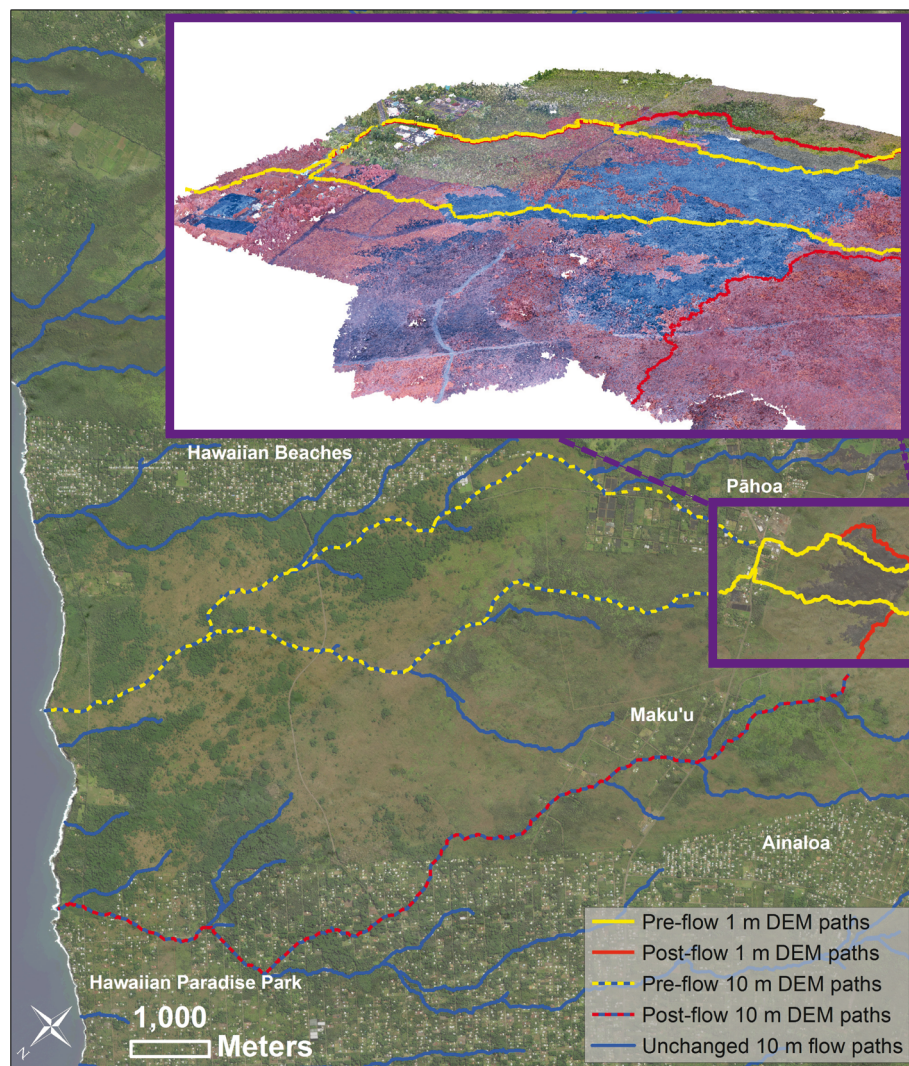 Hawaiian Beaches
Pāhoa
Maku'u
Ainaloa
Hawaiian Paradise Park
N
1,000
Meters
Pre-flow 1 m DEM paths
Post-flow 1 m DEM paths
Pre-flow 10 m DEM paths
Post-flow 10 m DEM paths
Unchanged 10 m flow paths